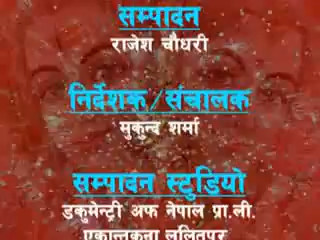 सम्पादन
राजेश चौधरी
निर्देशक/संचालक
मुकुन्द शर्मा
सम्पादन स्टुडियो
डकुमेन्ट्री अफ नेपाल प्रा.ली.
एकान्तकुना ललितपुर